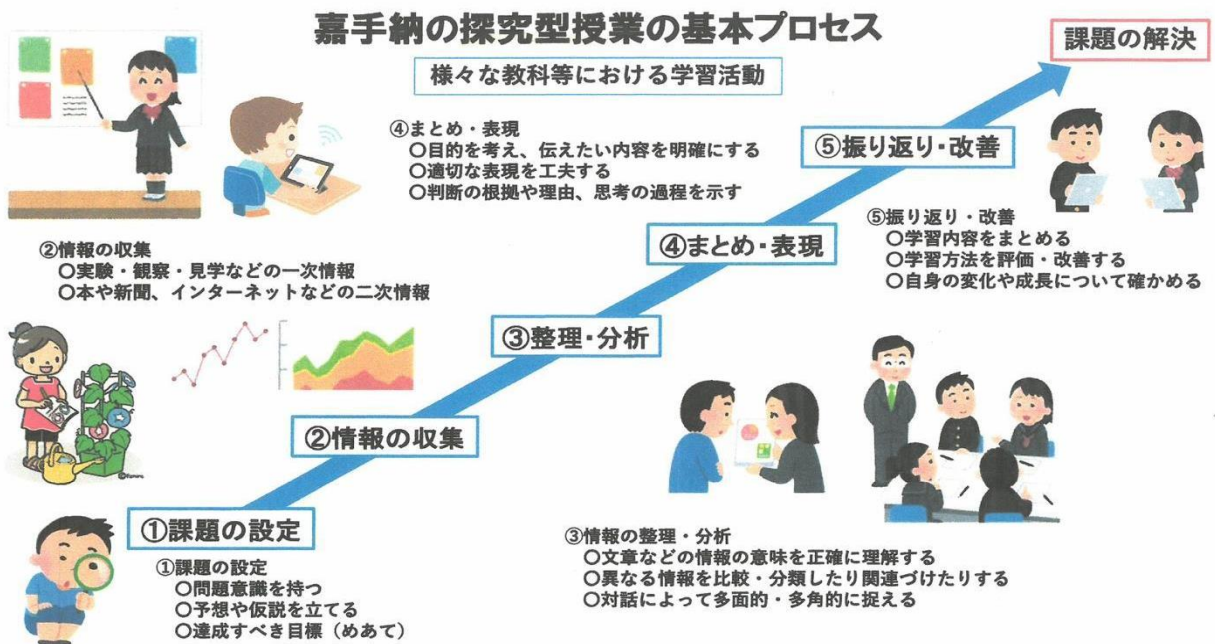 嘉手納の探究型授業の基本プロセス
様々な教科等における学習活動
課題の解決
④まとめ・表現
〇目的を考え、伝えたい内容を明確にする
〇適切な表現を工夫する
〇判断の根拠や理由、思考の過程を示す
⑤振り返り・改善
⑤振り返り・改善
〇学習内容をまとめる
〇学習方法を評価・改善する
〇自身の変化や成長について確かめる
④まとめ・表現
②情報の収集
〇実験・観察・見学などの一次情報
〇本や新聞、インターネットなどの二次情報
③整理・分析
②情報の収集
①課題の設定
①課題の設定
〇問題意識を持つ
〇予想や仮説を立てる
〇達成すべき目標（めあて）
③情報の整理・分析
〇文章などの情報の意味を正確に理解する
〇異なる情報を比較・分類したり関連づけたりする
〇対話によって多面的・多角的に捉える